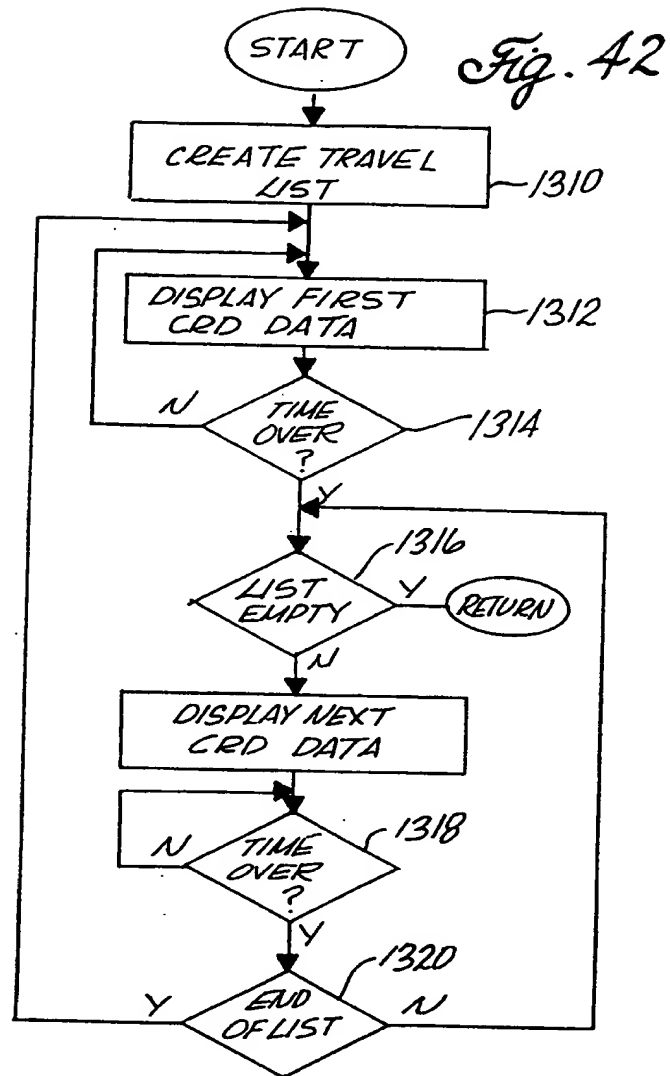 START
Fig. 42
CREATE TRAVEL
LIST
1310
DISPLAY FIRST
CRD DATA
1312
N
TIME
OVER
?
1314
Y
1316
LIST
EMPTY
Y
RETURN
N
DISPLAY NEXT
CRD DATA
1318
N
TIME
OVER
?
Y
1320
Y
END
OF LIST
N